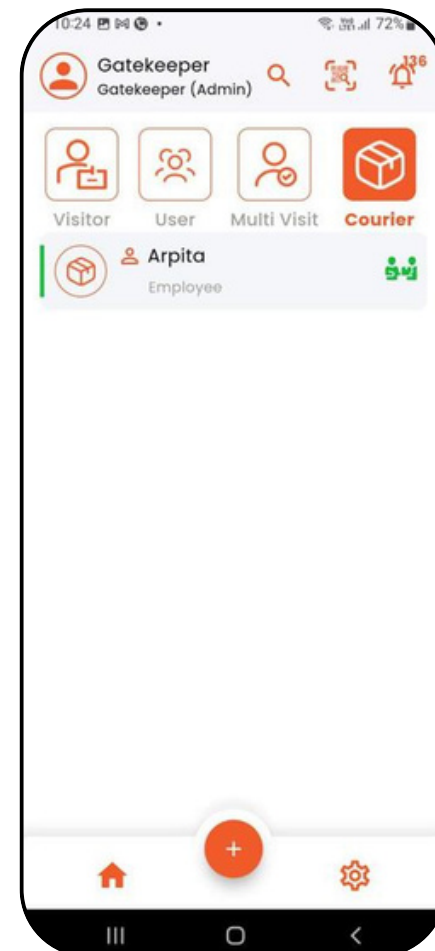 10:24 72%
Gatekeeper
136
Gatekeeper (Admin)
Visitor User Multi Visit Courier
Arpita
Employee
+